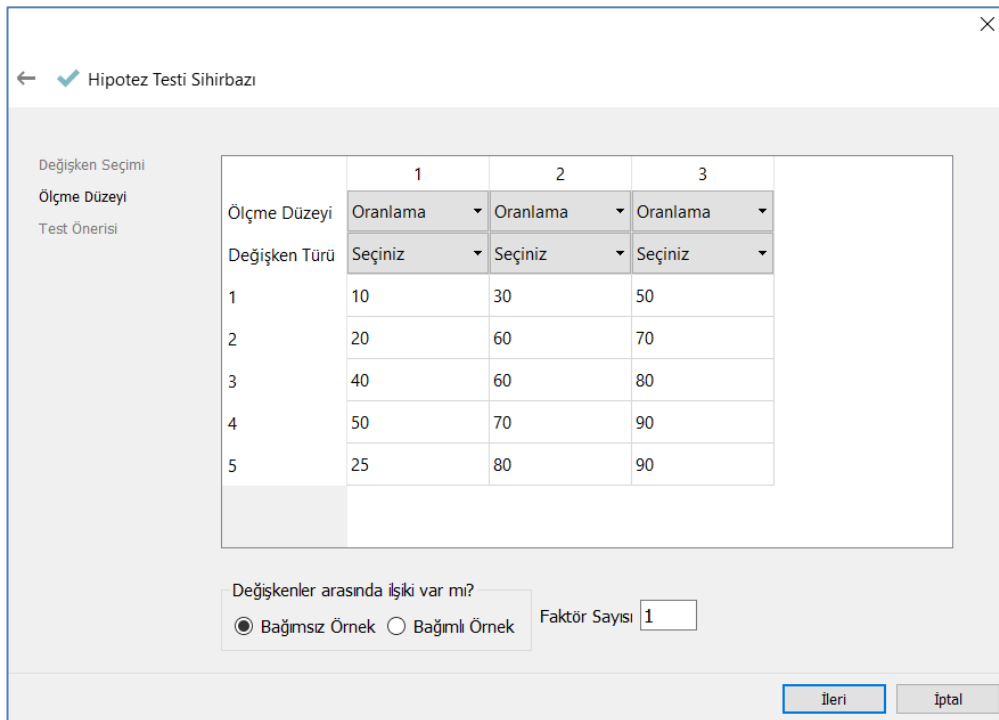 Hipotez Testi Sihirbazı
Değişken Seçimi
Ölçme Düzeyi
Test Önerisi
1 2 3
Ölçme Düzeyi Oranlama Oranlama Oranlama
Değişken Türü Seçiniz Seçiniz Seçiniz
1 10 30 50
2 20 60 70
3 40 60 80
4 50 70 90
5 25 80 90
Değişkenler arasında ilşiki var mı?
Bağımsız Örnek Bağımlı Örnek Faktör Sayısı 1
İleri İptal